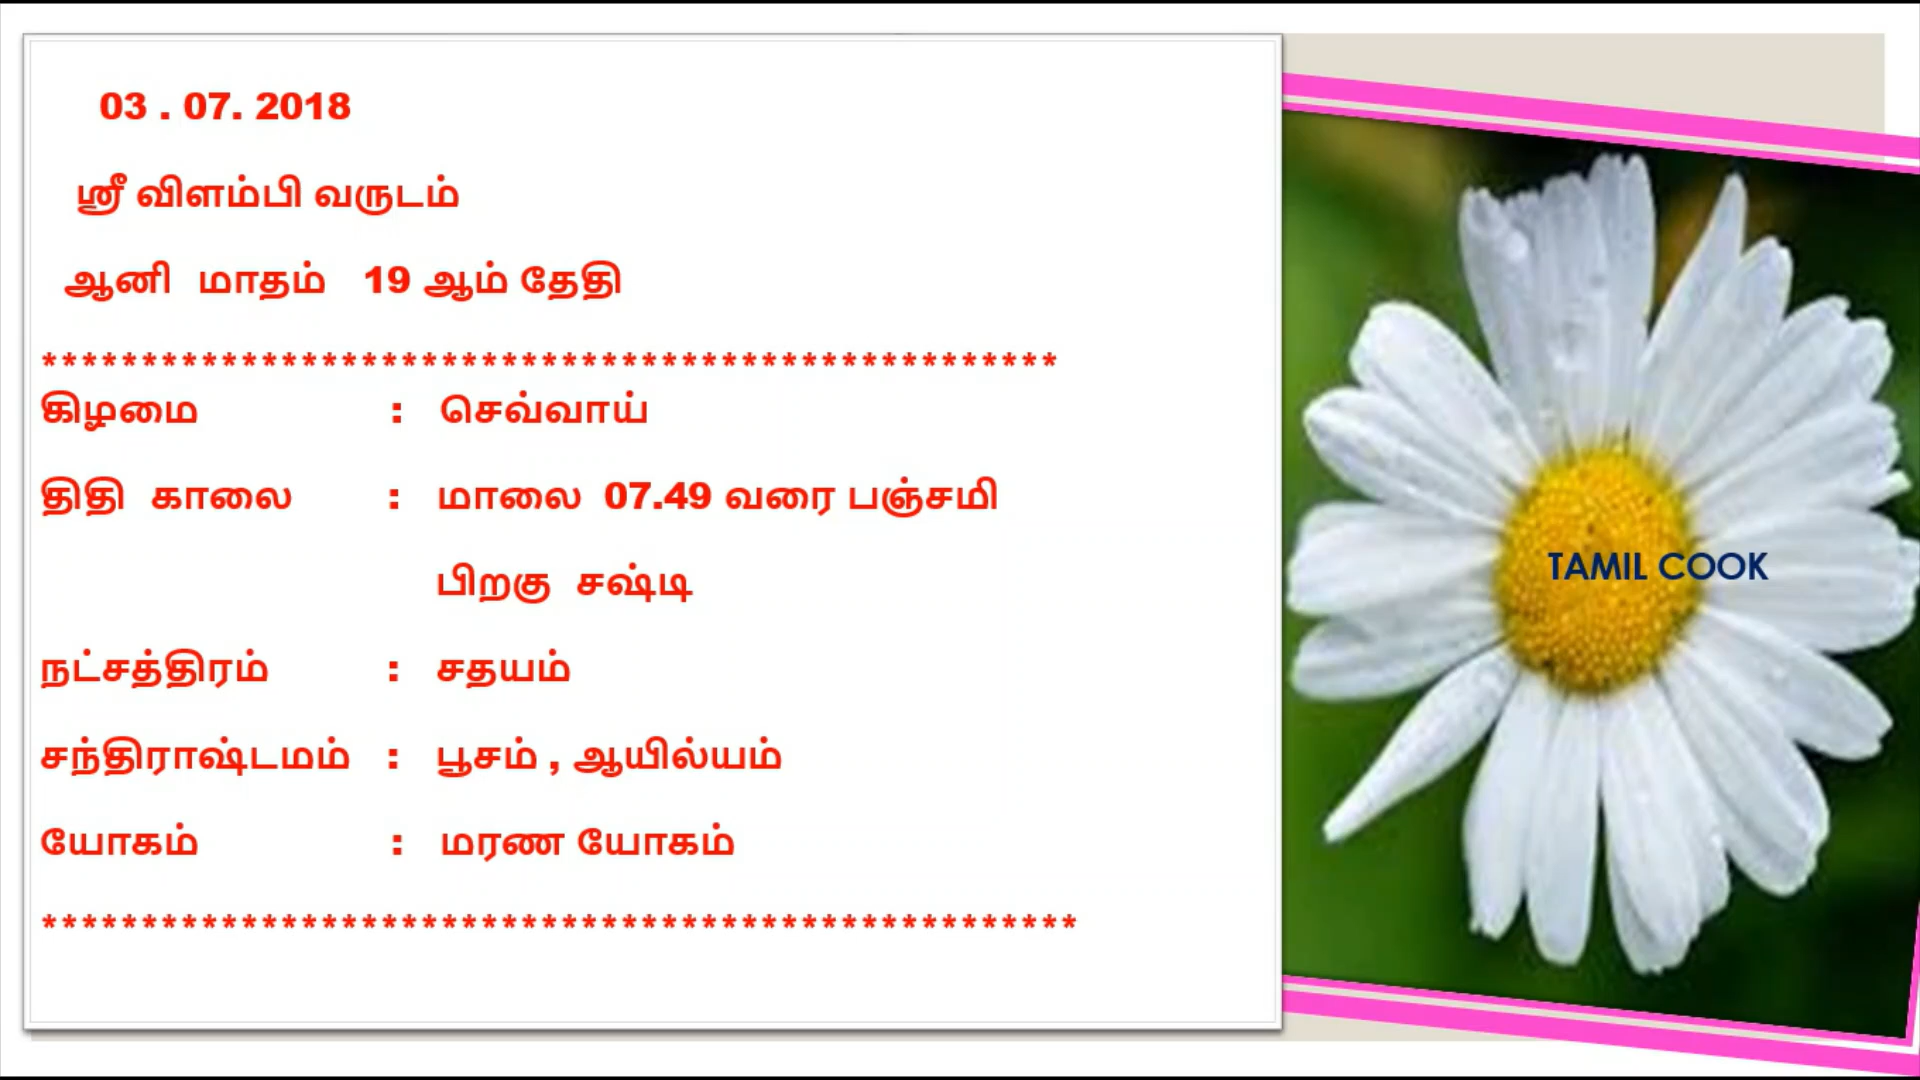 03 . 07. 2018
ஸ்ரீ விளம்பி வருடம்
ஆனி மாதம் 19 ஆம் தேதி
***************************************************
கிழமை : செவ்வாய்
திதி காலை : மாலை 07.49 வரை பஞ்சமி
பிறகு சஷ்டி
நட்சத்திரம் : சதயம்
சந்திராஷ்டமம் : பூசம் , ஆயில்யம்
யோகம் : மரண யோகம்
****************************************************
TAMIL COOK